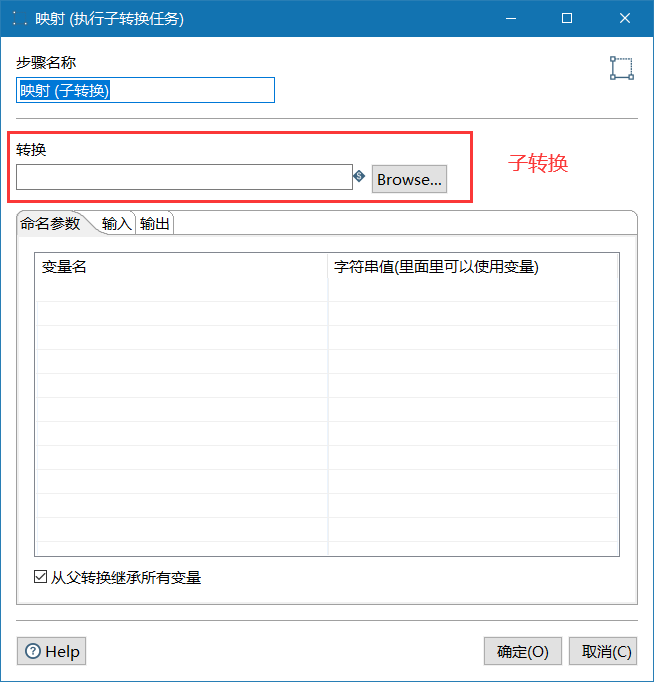 映射 (执行子转换任务)
步骤名称
映射 (子转换)
转换
Browse...
子转换
命名参数 输入 输出
变量名 字符串值(里面里可以使用变量)
从父转换继承所有变量
Help 确定(O) 取消(C)